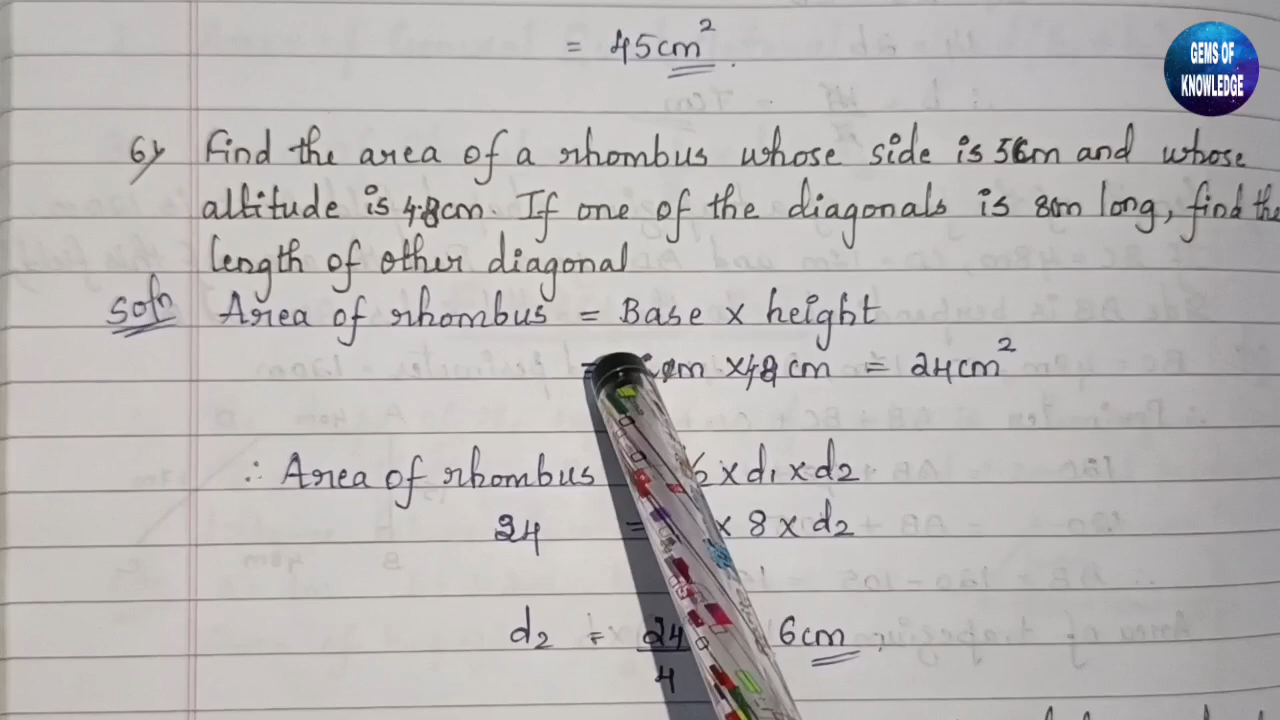 = 45cm².
GEMS OF
KNOWLEDGE
6) Find the area of a rhombus whose side is 5cm and whose
altitude is 4.8cm. If one of the diagonals is 8cm long, find the
length of other diagonal
Soln Area of rhombus = Base x height
= cm x 4.8 cm = 24cm²
∴ Area of rhombus x d1 x d2
24 = x 8 x d2
d2 = 24/4 6cm.